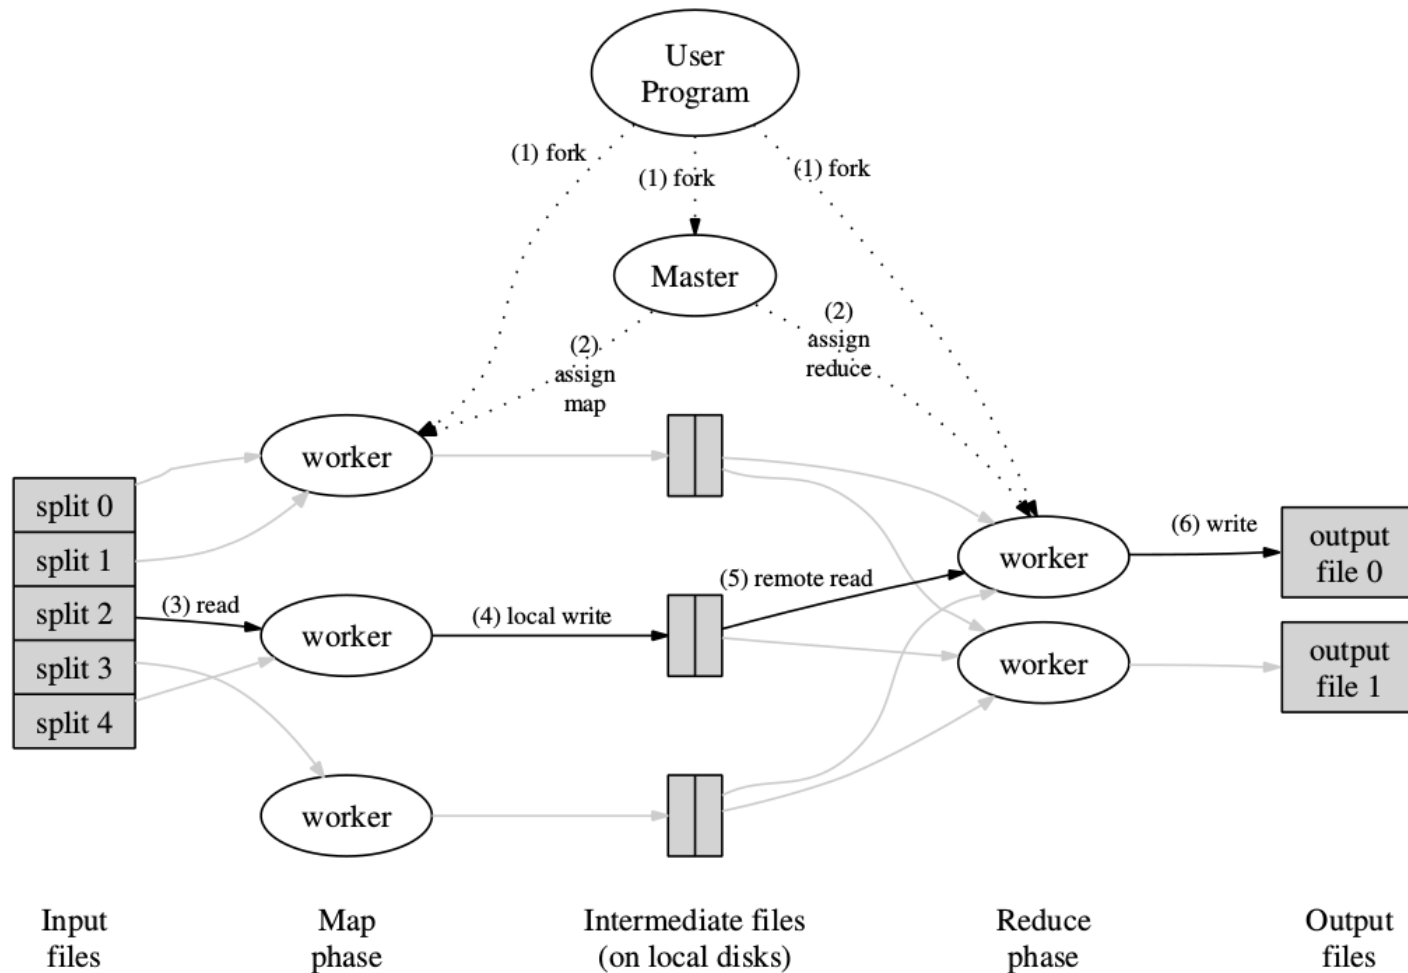 User
Program
(1) fork
(1) fork
(1) fork
Master
(2)
assign
map
(2)
assign
reduce
worker
split 0
split 1
split 2
split 3
split 4
(3) read
worker
(4) local write
(5) remote read
worker
(6) write
output
file 0
worker
output
file 1
worker
Input
files
Map
phase
Intermediate files
(on local disks)
Reduce
phase
Output
files